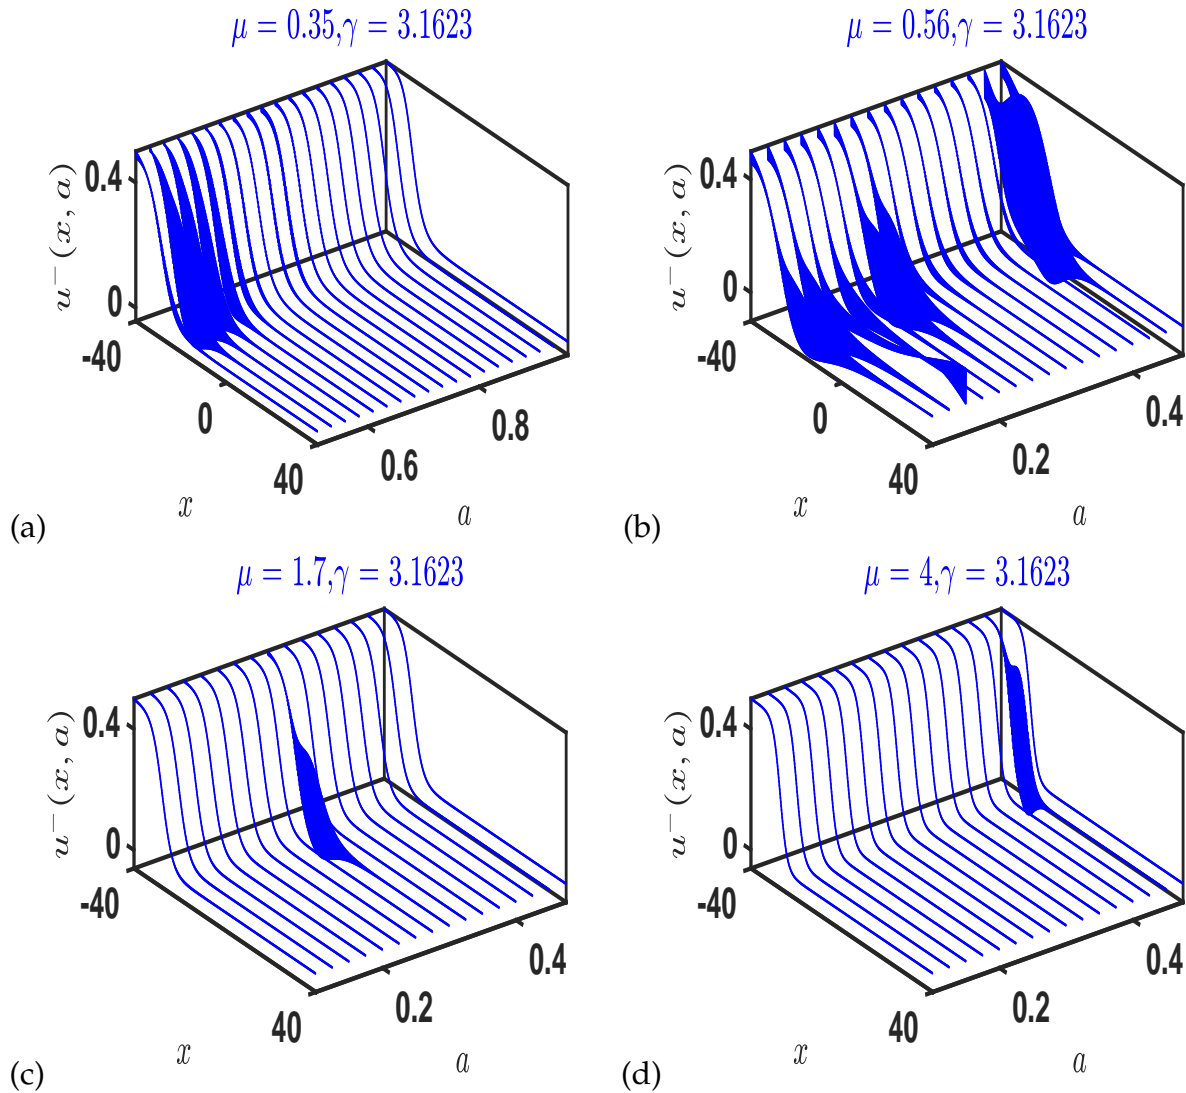 μ = 0.35,γ = 3.1623
u⁻(x, a)
0.4
0
-40
0
40
x
0.6
0.8
a
(a)
μ = 0.56,γ = 3.1623
u⁻(x, a)
0.4
0
-40
0
40
x
0.2
0.4
a
(b)
μ = 1.7,γ = 3.1623
u⁻(x, a)
0.4
0
-40
40
x
0.2
0.4
a
(c)
μ = 4,γ = 3.1623
u⁻(x, a)
0.4
0
-40
40
x
0.2
0.4
a
(d)